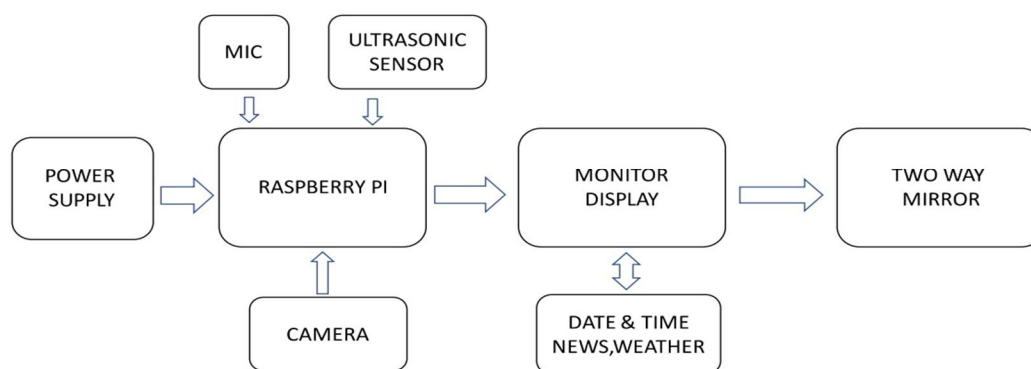 MIC
ULTRASONIC
SENSOR
POWER
SUPPLY
RASPBERRY PI
MONITOR
DISPLAY
TWO WAY
MIRROR
CAMERA
DATE & TIME
NEWS,WEATHER